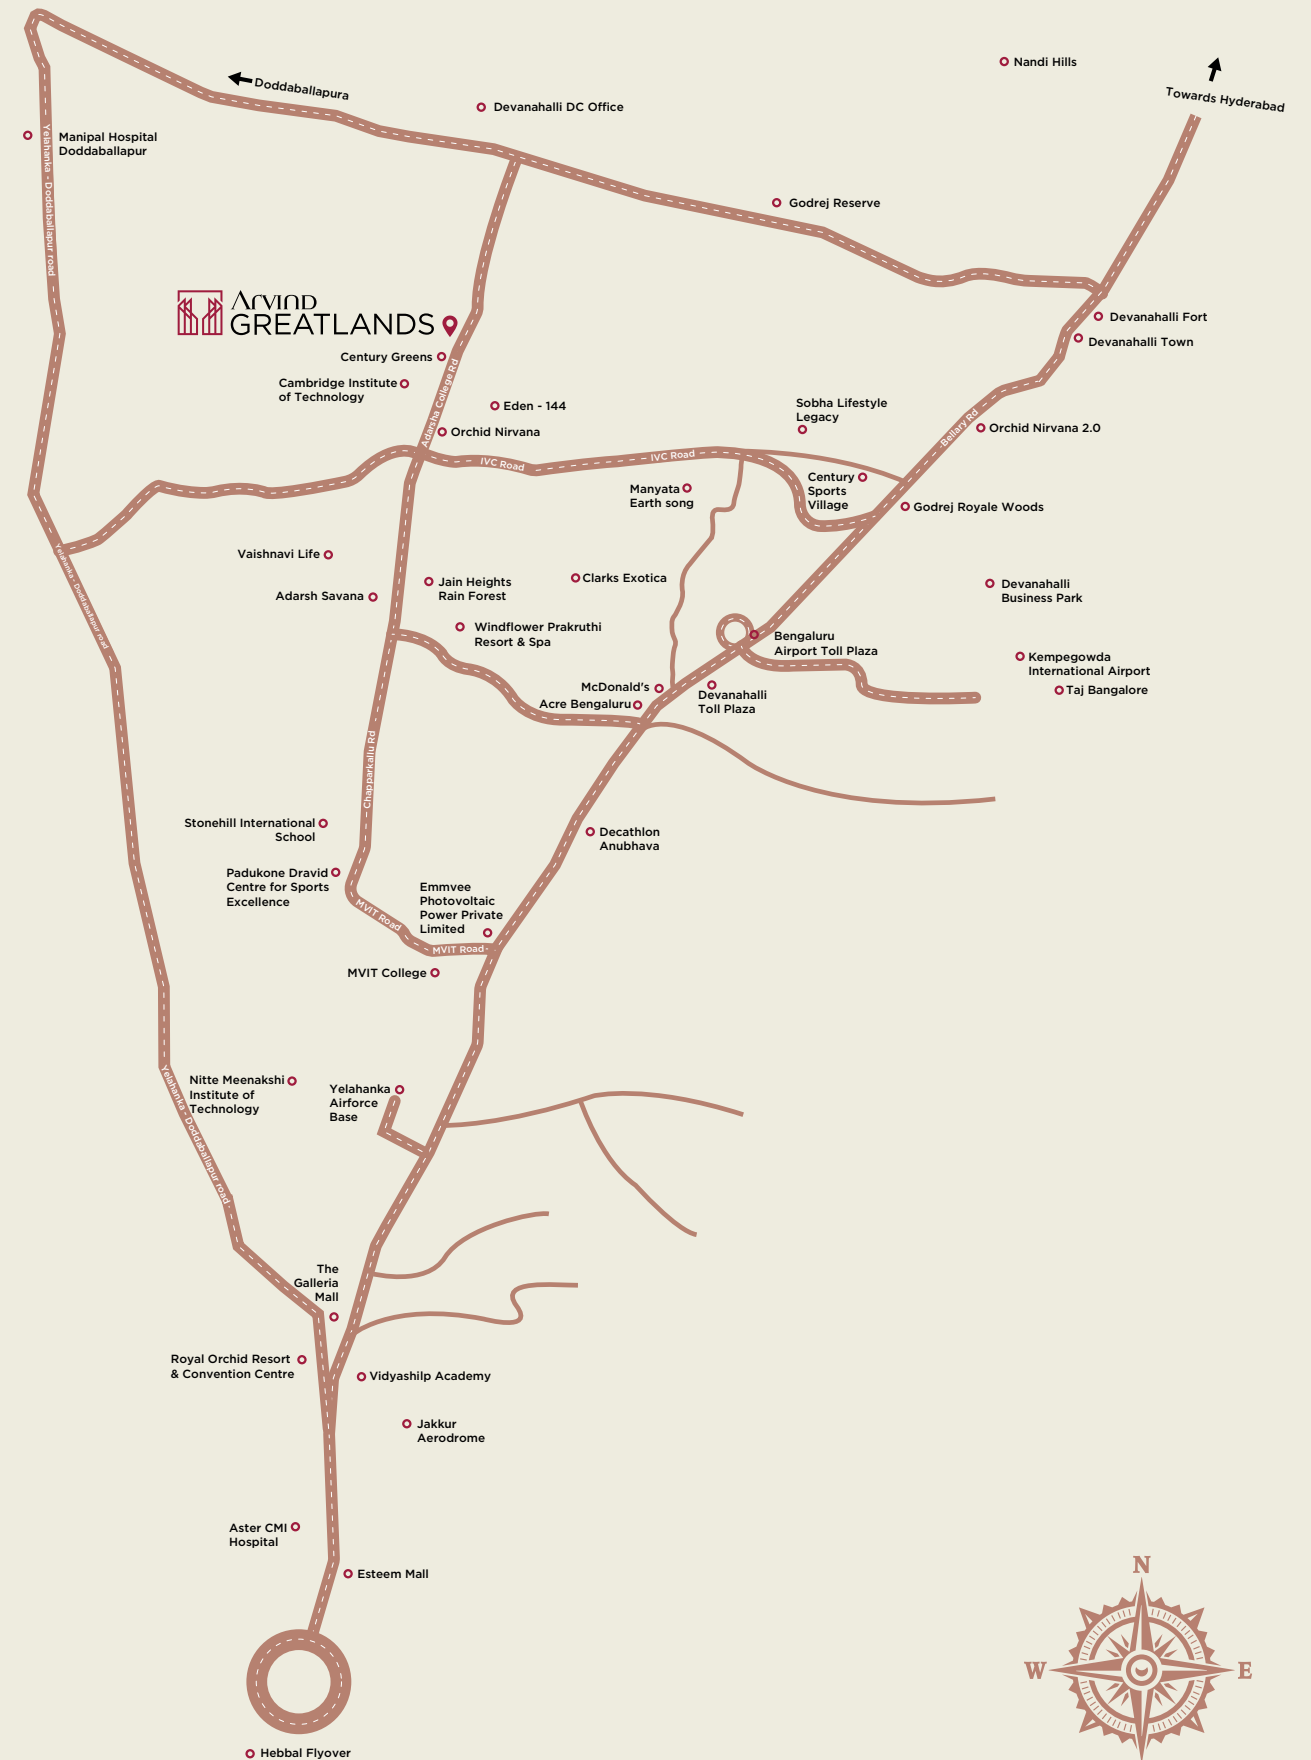 Nandi Hills
Towards Hyderabad
Doddaballapura
Devanahalli DC Office
Manipal Hospital
Doddaballapur
Yelahanka - Doddaballapur road
Godrej Reserve
ARVIND
GREATLANDS
Devanahalli Fort
Devanahalli Town
Century Greens
Cambridge Institute
of Technology
Adarsha College Rd
Eden - 144
Orchid Nirvana
Sobha Lifestyle
Legacy
Bellary Rd
Orchid Nirvana 2.0
IVC Road
IVC Road
Manyata
Earth song
Century
Sports
Village
Godrej Royale Woods
Yelahanka - Doddaballapur road
Vaishnavi Life
Adarsh Savana
Jain Heights
Rain Forest
Clarks Exotica
Devanahalli
Business Park
Windflower Prakruthi
Resort & Spa
Bengaluru
Airport Toll Plaza
Kempegowda
International Airport
Taj Bangalore
McDonald's
Acre Bengaluru
Devanahalli
Toll Plaza
Chapparkallu Rd
Stonehill International
School
Decathlon
Anubhava
Padukone Dravid
Centre for Sports
Excellence
Emmvee
Photovoltaic
Power Private
Limited
MVIT Road
MVIT Road
MVIT College
Nitte Meenakshi
Institute of
Technology
Yelahanka
Airforce
Base
Yelahanka - Doddaballapur road
The
Galleria
Mall
Royal Orchid Resort
& Convention Centre
Vidyashilp Academy
Jakkur
Aerodrome
Aster CMI
Hospital
Esteem Mall
Hebbal Flyover
N
W
E